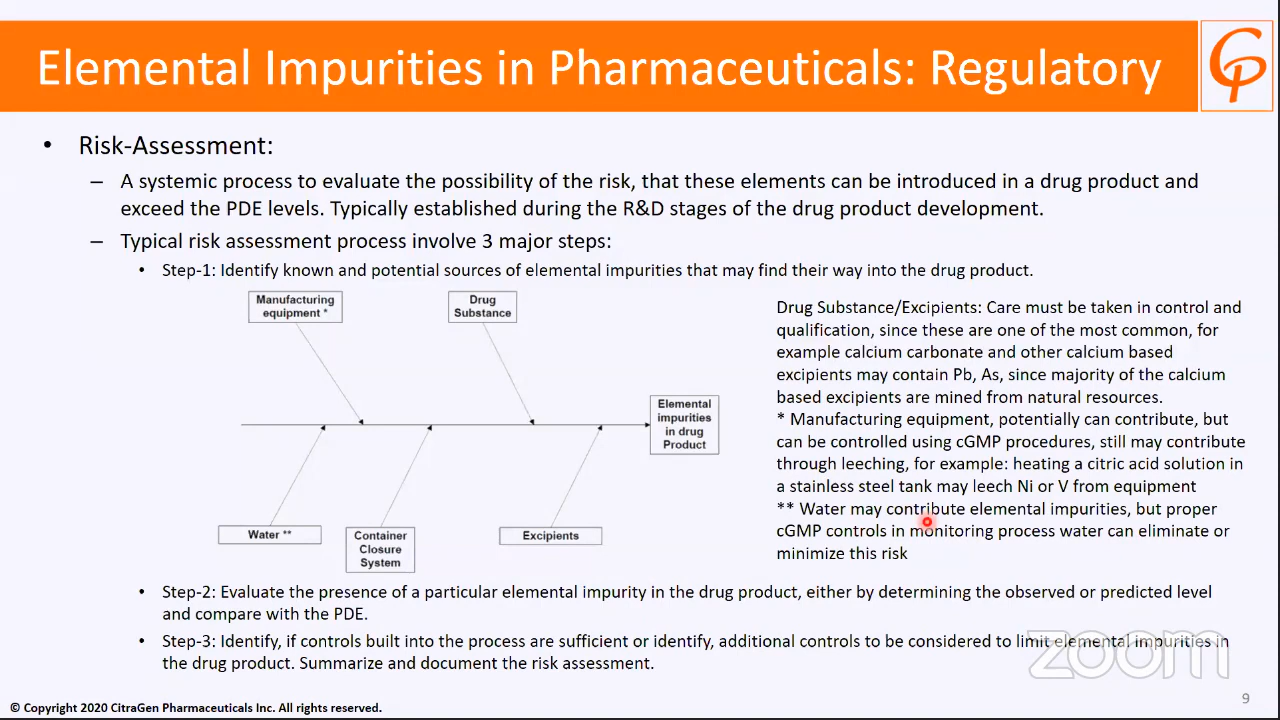 Elemental Impurities in Pharmaceuticals: Regulatory
• Risk-Assessment:
– A systemic process to evaluate the possibility of the risk, that these elements can be introduced in a drug product and
exceed the PDE levels. Typically established during the R&D stages of the drug product development.
– Typical risk assessment process involve 3 major steps:
• Step-1: Identify known and potential sources of elemental impurities that may find their way into the drug product.
Manufacturing
equipment *
Drug
Substance
Elemental
impurities
in drug
Product
Water **
Container
Closure
System
Excipients
Drug Substance/Excipients: Care must be taken in control and
qualification, since these are one of the most common, for
example calcium carbonate and other calcium based
excipients may contain Pb, As, since majority of the calcium
based excipients are mined from natural resources.
* Manufacturing equipment, potentially can contribute, but
can be controlled using cGMP procedures, still may contribute
through leeching, for example: heating a citric acid solution in
a stainless steel tank may leech Ni or V from equipment
** Water may contribute elemental impurities, but proper
cGMP controls in monitoring process water can eliminate or
minimize this risk
• Step-2: Evaluate the presence of a particular elemental impurity in the drug product, either by determining the observed or predicted level
and compare with the PDE.
• Step-3: Identify, if controls built into the process are sufficient or identify, additional controls to be considered to limit elemental impurities in
the drug product. Summarize and document the risk assessment.
zoom
9
© Copyright 2020 CitraGen Pharmaceuticals Inc. All rights reserved.